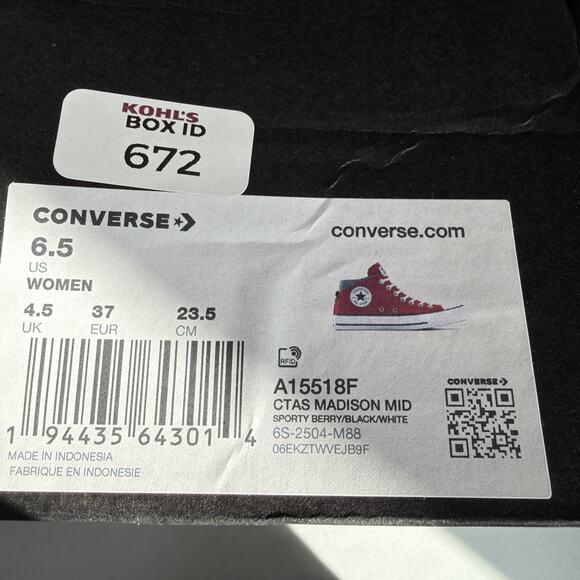 KOHL'S
BOX ID
672
CONVERSE
converse.com
6.5
US
WOMEN
4.5 37 23.5
UK EUR CM
RFID
A15518F
CTAS MADISON MID
SPORTY BERRY/BLACK/WHITE
6S-2504-M88
06EKZTWVEJB9F
CONVERSE
1 94435 64301 4
MADE IN INDONESIA
FABRIQUE EN INDONESIE